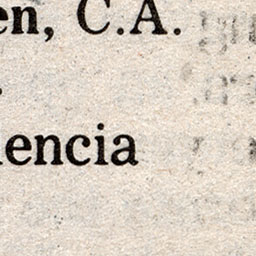 en, C.A.
.
encia